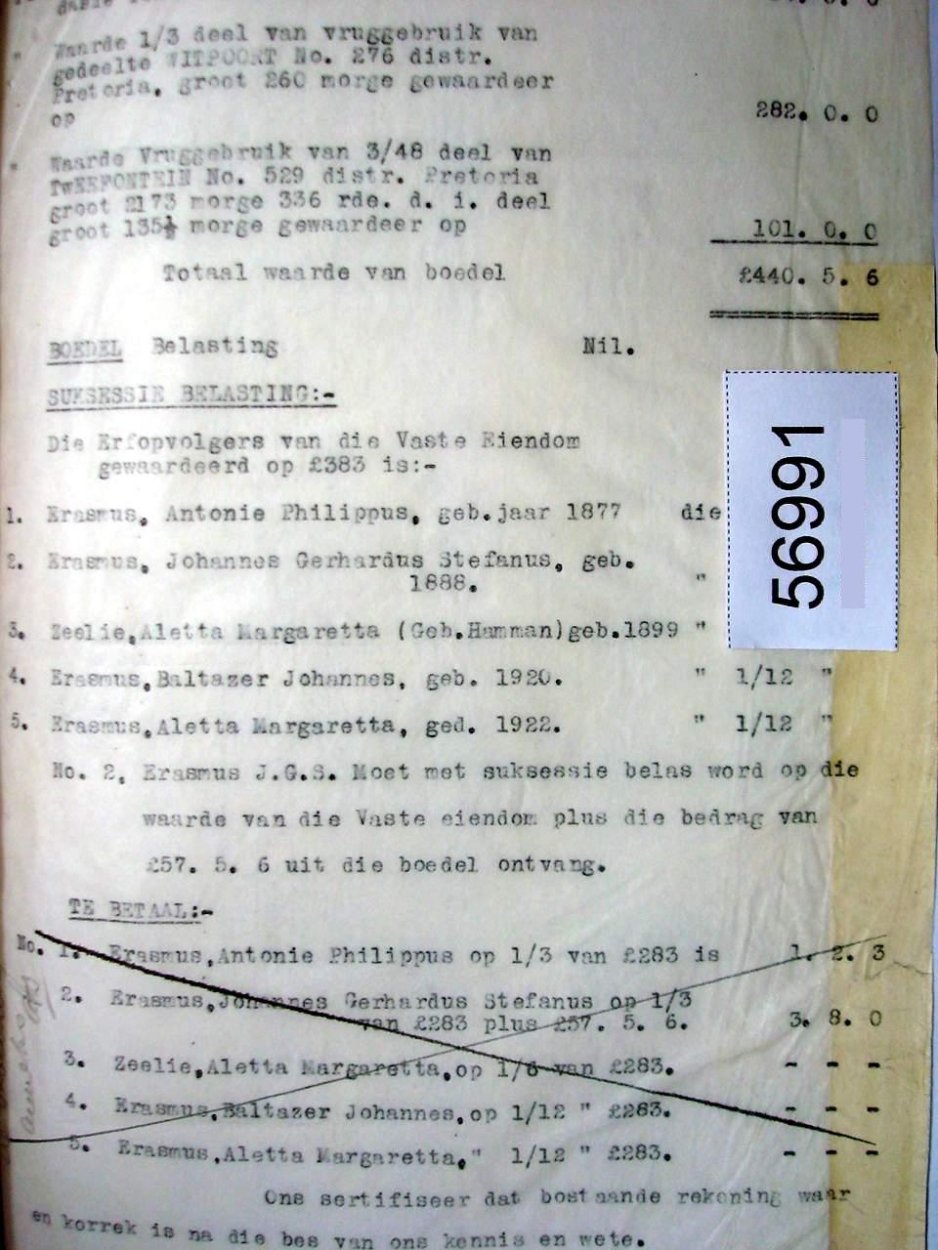 " Waarde 1/3 deel van vruggebruik van
gedeelte WITPOORT No. 276 distr.
Pretoria, groot 260 morge gewaardeer
op 282. 0. 0
" Waarde Vruggebruik van 3/48 deel van
TwEEFONTEIN No. 529 distr. Pretoria
groot 2173 morge 336 rde. d. i. deel
groot 135½ morge gewaardeer op 101. 0. 0
Totaal waarde van boedel £440. 5. 6
BOEDEL Belasting Nil.
SUKSESSIE BELASTING:-
Die Erfopvolgers van die Vaste Eiendom
gewaardeerd op £383 is:-
1. Erasmus, Antonie Philippus, geb.jaar 1877 die
2. Erasmus, Johannes Gerhardus Stefanus, geb.
1888. "
3. Zeelie,Aletta Margaretta (Geb.Hamman)geb.1899 "
4. Erasmus,Baltazer Johannes, geb. 1920. " 1/12 "
5. Erasmus,Aletta Margaretta, ged. 1922. " 1/12 "
56991
No. 2, Erasmus J.G.S. Moet met suksessie belas word op die
waarde van die Vaste eiendom plus die bedrag van
£57. 5. 6 uit die boedel ontvang.
TE BETAAL:-
No. 1. Erasmus,Antonie Philippus op 1/3 van £283 is 1. 2. 3
2. Erasmus,Johannes Gerhardus Stefanus op 1/3
van £283 plus £57. 5. 6. 3. 8. 0
3. Zeelie,Aletta Margaretta,op 1/6 van £283. - - -
4. Erasmus,Baltazer Johannes,op 1/12 " £283. - - -
5. Erasmus,Aletta Margaretta," 1/12 " £283. - - -
Ons sertifiseer dat bostaande rekening waar
en korrek is na die bes van ons kennis en wete.